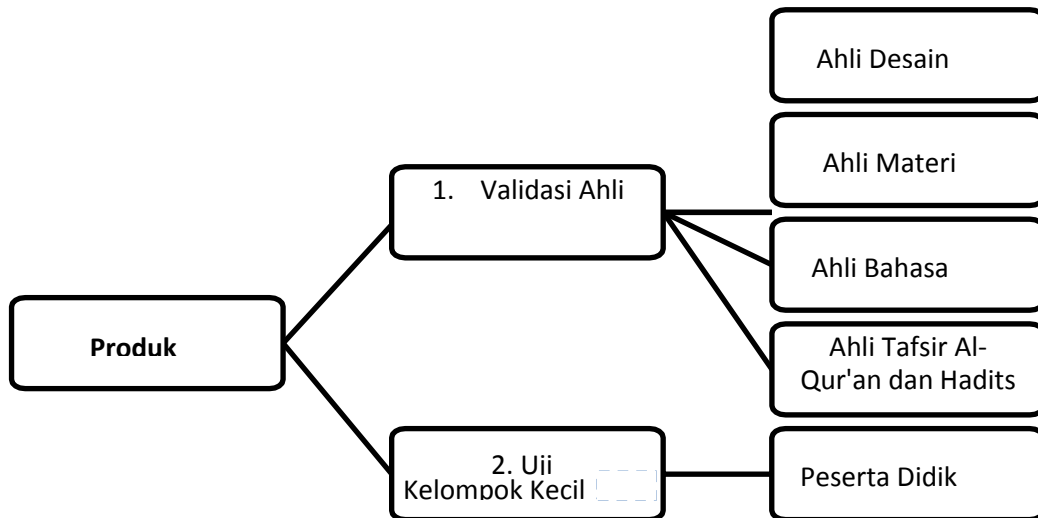 Ahli Desain
Ahli Materi
1. Validasi Ahli
Ahli Bahasa
Produk
Ahli Tafsir Al-
Qur'an dan Hadits
2. Uji
Kelompok Kecil
Peserta Didik